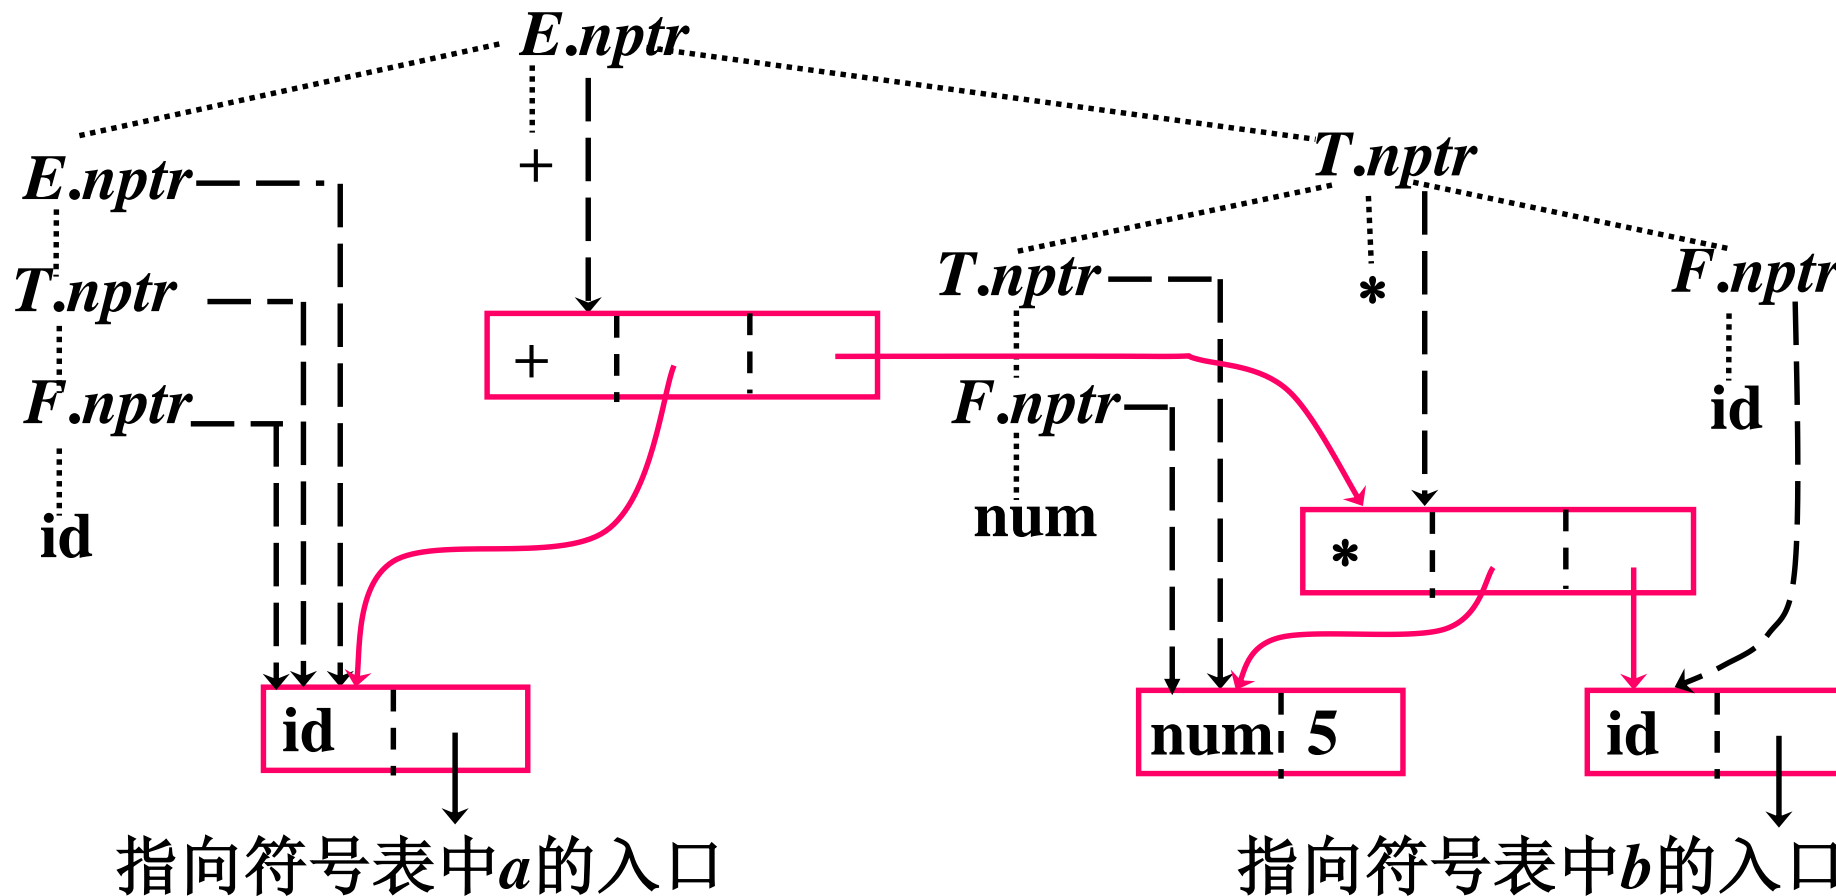 E.nptr
+
T.nptr
E.nptr
T.nptr
*
F.nptr
T.nptr
+
F.nptr
F.nptr
id
num
id
*
id
num 5
id
指向符号表中a的入口
指向符号表中b的入口